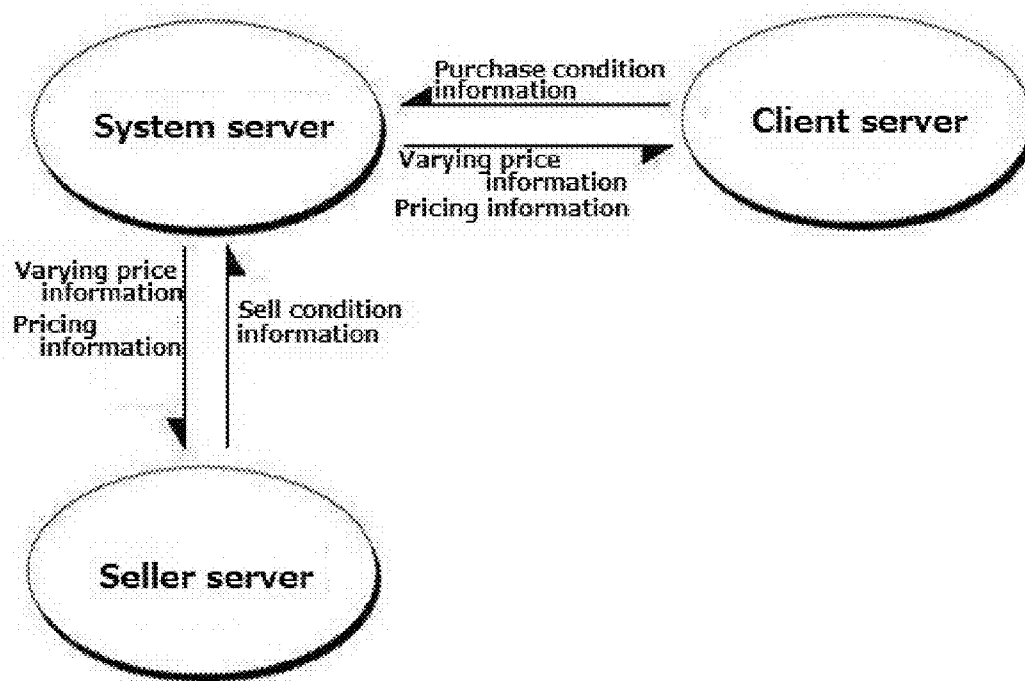 Purchase condition
information
System server
Client server
Varying price
information
Pricing information
Varying price
information
Pricing
information
Sell condition
information
Seller server